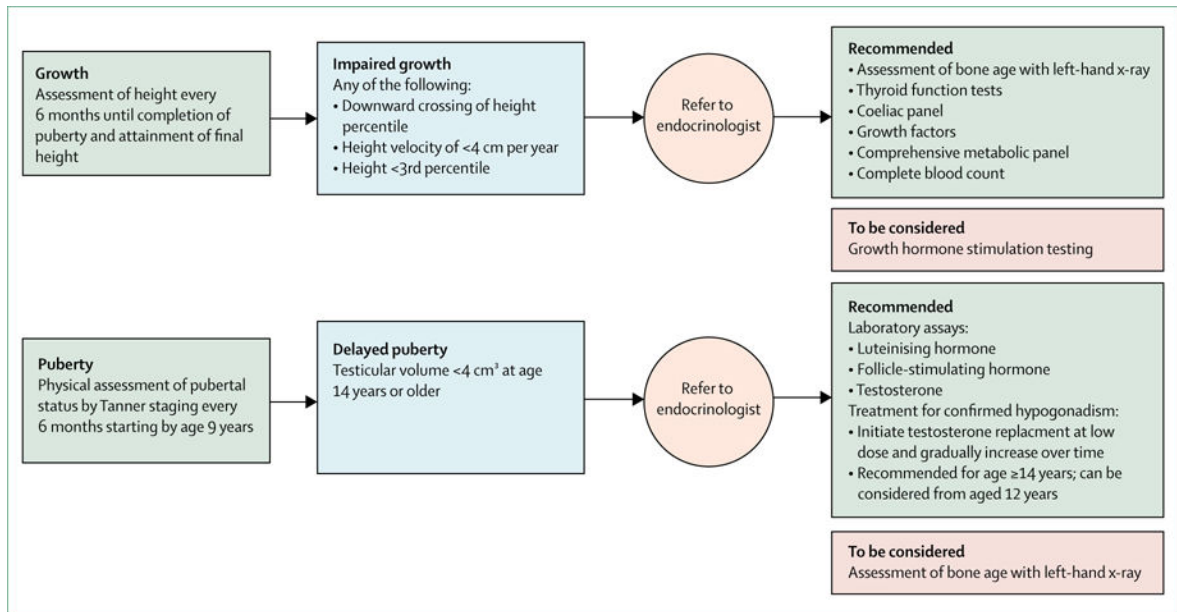 Growth
Assessment of height every
6 months until completion of
puberty and attainment of final
height
Impaired growth
Any of the following:
• Downward crossing of height
percentile
• Height velocity of <4 cm per year
• Height <3rd percentile
Refer to
endocrinologist
Recommended
• Assessment of bone age with left-hand x-ray
• Thyroid function tests
• Coeliac panel
• Growth factors
• Comprehensive metabolic panel
• Complete blood count
To be considered
Growth hormone stimulation testing
Puberty
Physical assessment of pubertal
status by Tanner staging every
6 months starting by age 9 years
Delayed puberty
Testicular volume <4 cm³ at age
14 years or older
Refer to
endocrinologist
Recommended
Laboratory assays:
• Luteinising hormone
• Follicle-stimulating hormone
• Testosterone
Treatment for confirmed hypogonadism:
• Initiate testosterone replacment at low
dose and gradually increase over time
• Recommended for age ≥14 years; can be
considered from aged 12 years
To be considered
Assessment of bone age with left-hand x-ray